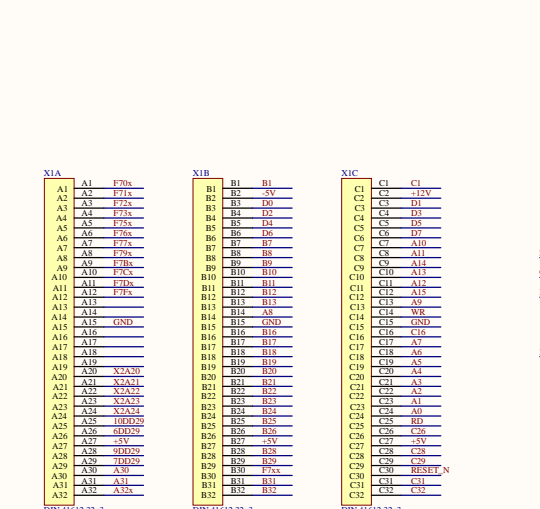 X1A X1B X1C
A1 A1 F70x B1 B1 B1 C1 C1 C1
A2 A2 F71x B2 B2 -5V C2 C2 +12V
A3 A3 F72x B3 B3 D0 C3 C3 D1
A4 A4 F73x B4 B4 D2 C4 C4 D3
A5 A5 F75x B5 B5 D4 C5 C5 D5
A6 A6 F76x B6 B6 D6 C6 C6 D7
A7 A7 F77x B7 B7 B7 C7 C7 A10
A8 A8 F79x B8 B8 B8 C8 C8 A11
A9 A9 F7Bx B9 B9 B9 C9 C9 A14
A10 A10 F7Cx B10 B10 B10 C10 C10 A13
A11 A11 F7Dx B11 B11 B11 C11 C11 A12
A12 A12 F7Fx B12 B12 B12 C12 C12 A15
A13 A13 B13 B13 B13 C13 C13 A9
A14 A14 B14 B14 A8 C14 C14 WR
A15 A15 GND B15 B15 GND C15 C15 GND
A16 A16 B16 B16 B16 C16 C16 C16
A17 A17 B17 B17 B17 C17 C17 A7
A18 A18 B18 B18 B18 C18 C18 A6
A19 A19 B19 B19 B19 C19 C19 A5
A20 A20 X2A20 B20 B20 B20 C20 C20 A4
A21 A21 X2A21 B21 B21 B21 C21 C21 A3
A22 A22 X2A22 B22 B22 B22 C22 C22 A2
A23 A23 X2A23 B23 B23 B23 C23 C23 A1
A24 A24 X2A24 B24 B24 B24 C24 C24 A0
A25 A25 10DD29 B25 B25 B25 C25 C25 RD
A26 A26 6DD29 B26 B26 B26 C26 C26 C26
A27 A27 +5V B27 B27 +5V C27 C27 +5V
A28 A28 9DD29 B28 B28 B28 C28 C28 C28
A29 A29 7DD29 B29 B29 B29 C29 C29 C29
A30 A30 A30 B30 B30 F7xx C30 C30 RESET_N
A31 A31 A31 B31 B31 B31 C31 C31 C31
A32 A32 A32x B32 B32 B32 C32 C32 C32